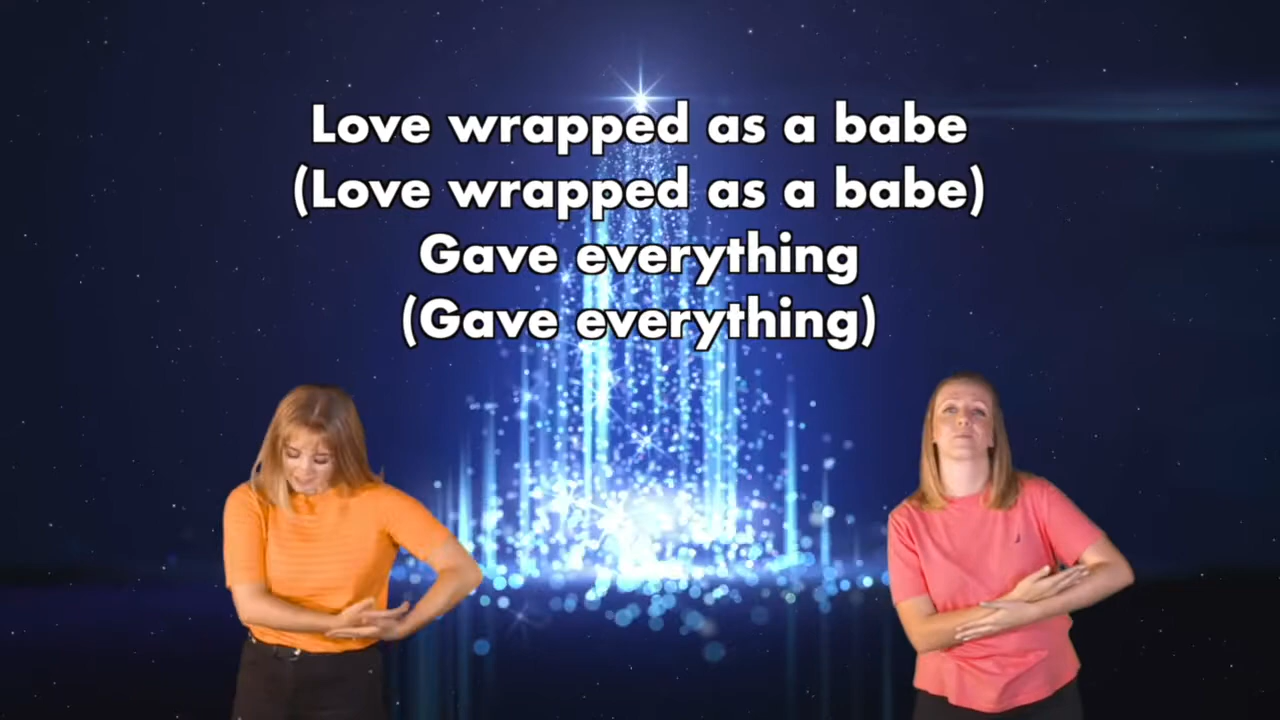 Love wrapped as a babe
(Love wrapped as a babe)
Gave everything
(Gave everything)